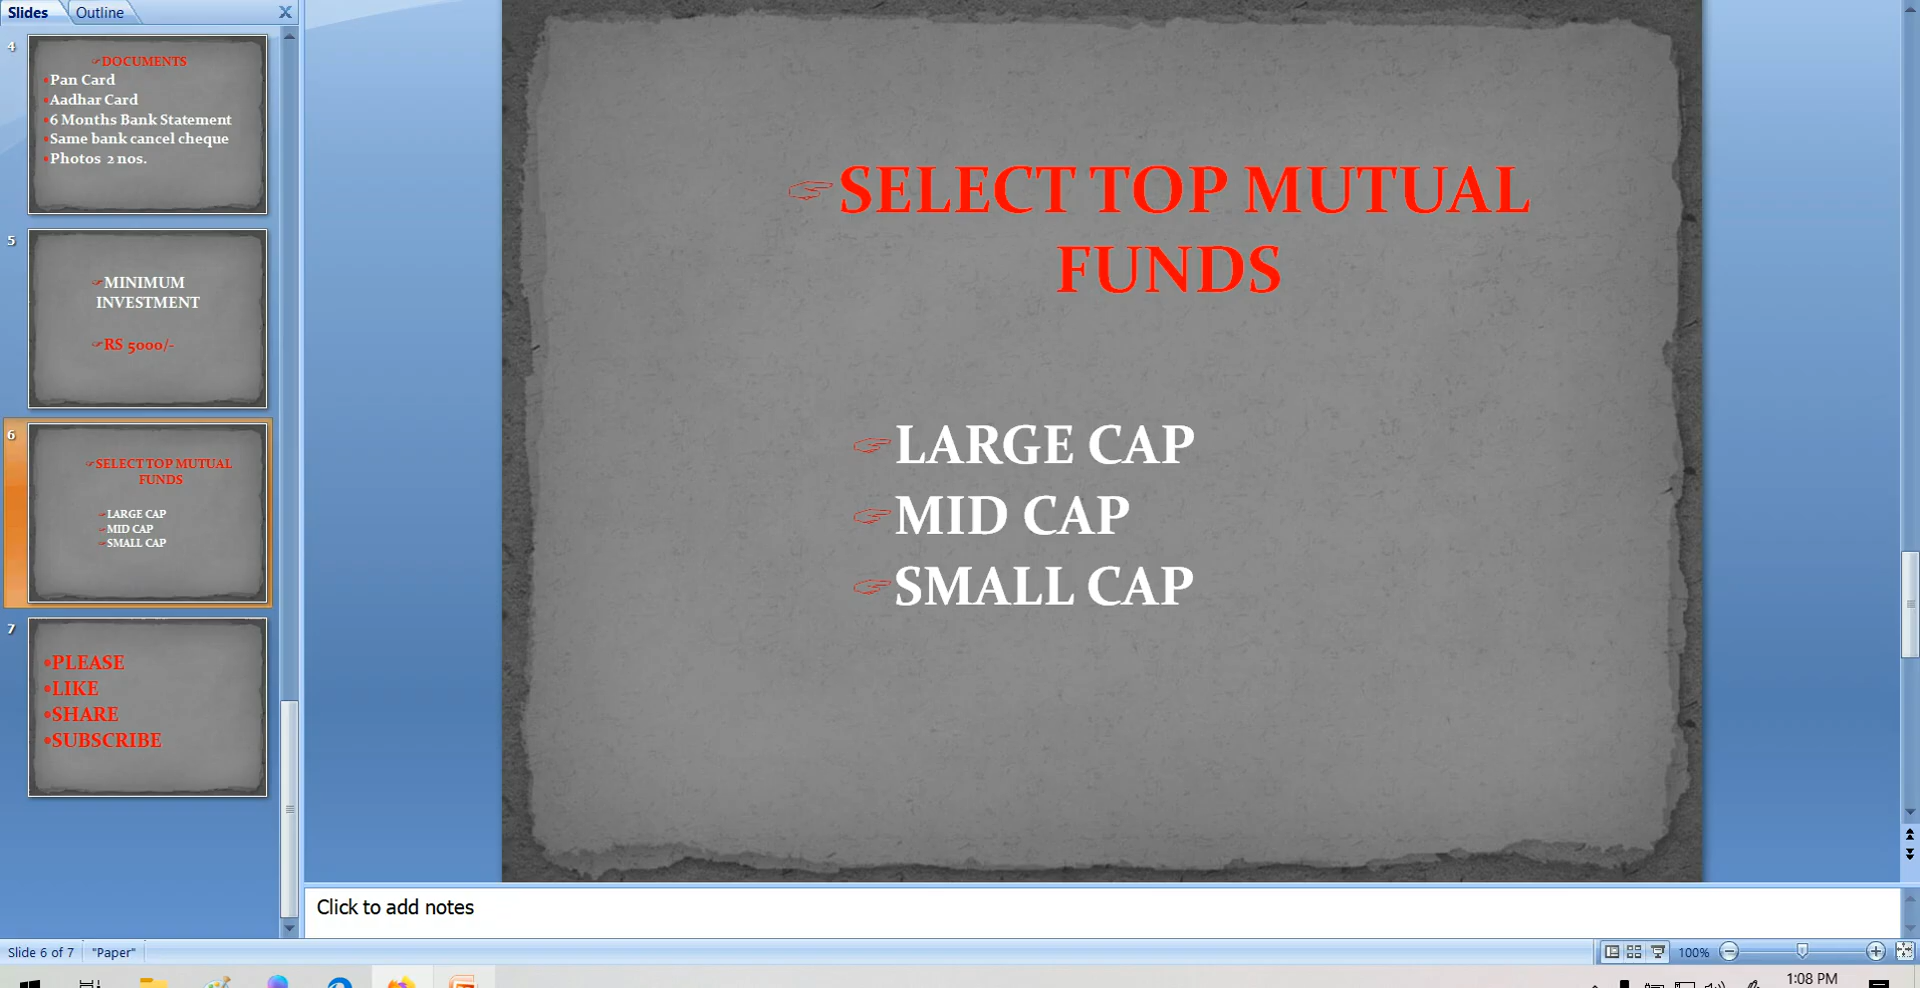 Slides Outline X
4
DOCUMENTS
Pan Card
Aadhar Card
6 Months Bank Statement
Same bank cancel cheque
Photos 2 nos.
5
MINIMUM
INVESTMENT
RS 5000/-
6
SELECT TOP MUTUAL
FUNDS
LARGE CAP
MID CAP
SMALL CAP
7
PLEASE
LIKE
SHARE
SUBSCRIBE
SELECT TOP MUTUAL
FUNDS
LARGE CAP
MID CAP
SMALL CAP
Click to add notes
Slide 6 of 7 "Paper" 100%
1:08 PM